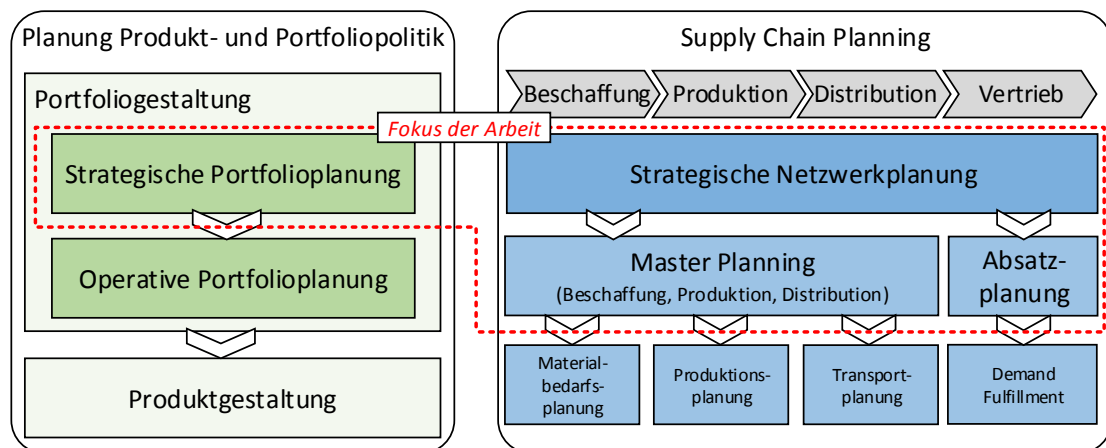 Planung Produkt- und Portfoliopolitik
Portfoliogestaltung
Strategische Portfolioplanung
Operative Portfolioplanung
Produktgestaltung
Fokus der Arbeit
Supply Chain Planning
Beschaffung
Produktion
Distribution
Vertrieb
Strategische Netzwerkplanung
Master Planning
(Beschaffung, Produktion, Distribution)
Absatz-
planung
Material-
bedarfs-
planung
Produktions-
planung
Transport-
planung
Demand
Fulfillment